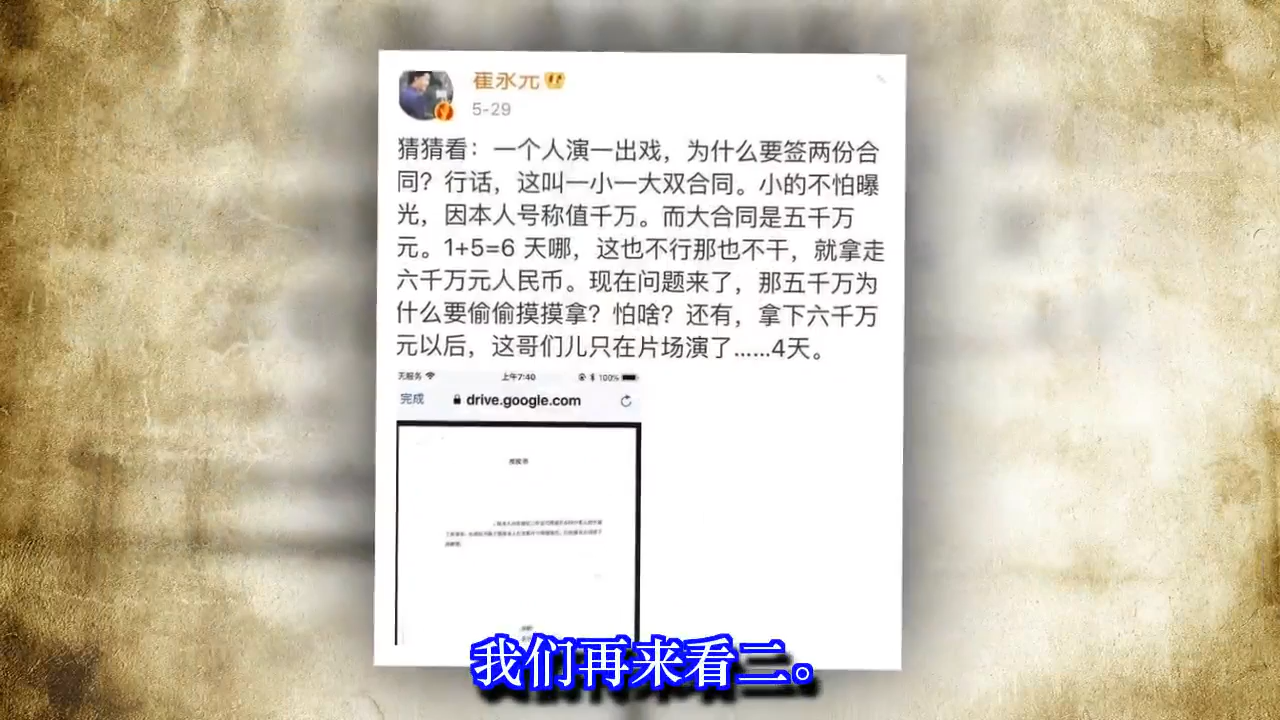 崔永元
5-29
猜猜看：一个人演一出戏，为什么要签两份合
同？行话，这叫一小一大双合同。小的不怕曝
光，因本人号称值千万。而大合同是五千万
元。1+5=6 天哪，这也不行那也不干，就拿走
六千万元人民币。现在问题来了，那五千万为
什么要偷偷摸摸拿？怕啥？还有，拿下六千万
元以后，这哥们儿只在片场演了……4天。
无服务 上午7:40 100%
完成 drive.google.com
我们再来看二。